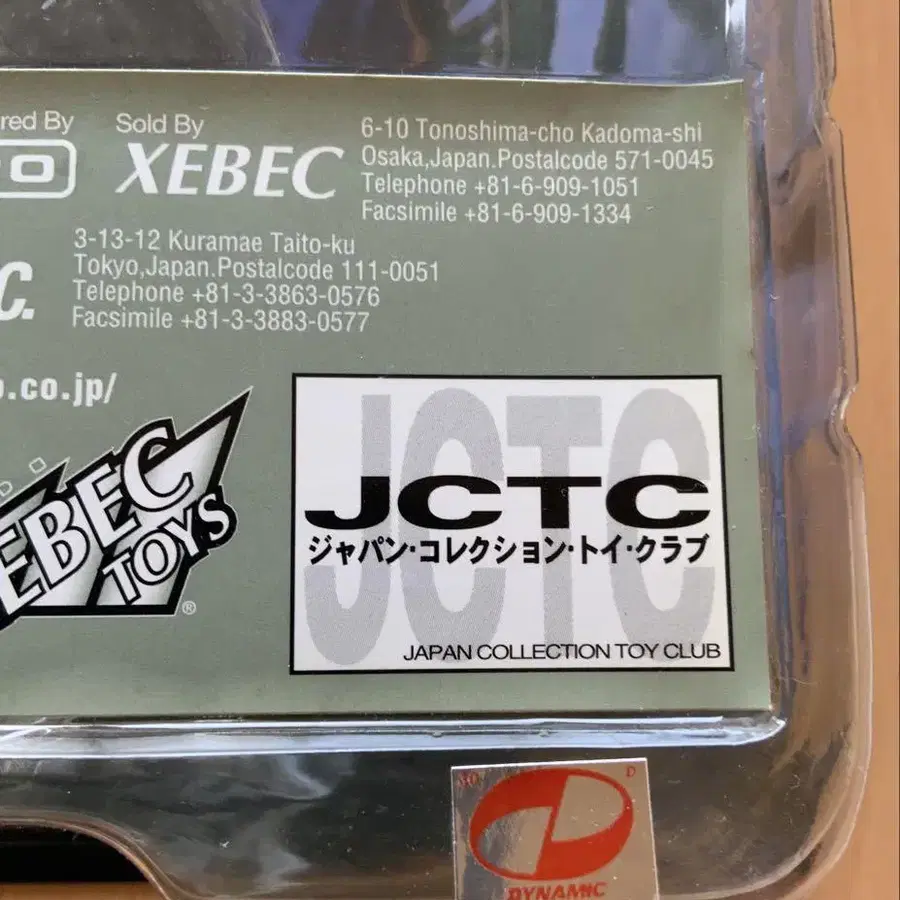 red By
Sold By
XEBEC
6-10 Tonoshima-cho Kadoma-shi
Osaka,Japan.Postalcode 571-0045
Telephone +81-6-909-1051
Facsimile +81-6-909-1334
C.
3-13-12 Kuramae Taito-ku
Tokyo,Japan.Postalcode 111-0051
Telephone +81-3-3863-0576
Facsimile +81-3-3883-0577
.co.jp/
EBEC
TOYS®
JCTC
JCTC
ジャパン・コレクション・トイ・クラブ
JAPAN COLLECTION TOY CLUB
D
DYNAMIC